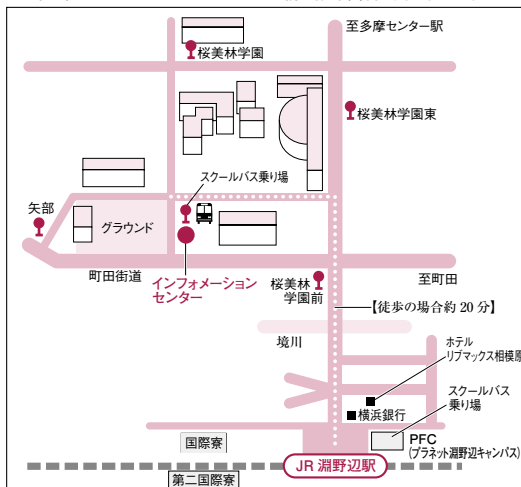 至多摩センター駅
桜美林学園
桜美林学園東
スクールバス乗り場
矢部
グラウンド
町田街道
インフォメーション
センター
桜美林
学園前
至町田
【徒歩の場合約20分】
境川
ホテル
リブマックス相模原
スクールバス
乗り場
横浜銀行
国際寮
PFC
(プラネット淵野辺キャンパス)
JR 淵野辺駅
第二国際寮